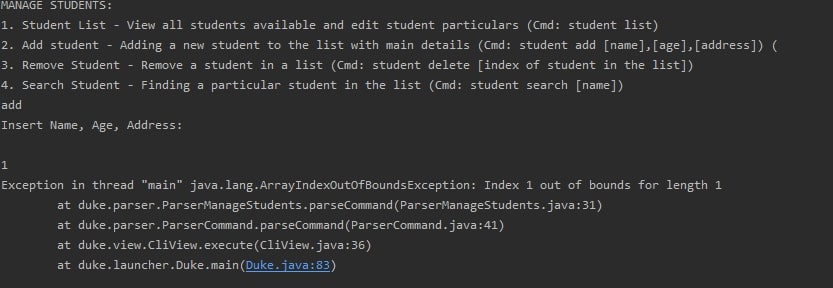 MANAGE STUDENTS:
1. Student List - View all students available and edit student particulars (Cmd: student list)
2. Add student - Adding a new student to the list with main details (Cmd: student add [name],[age],[address]) (
3. Remove Student - Remove a student in a list (Cmd: student delete [index of student in the list])
4. Search Student - Finding a particular student in the list (Cmd: student search [name])
add
Insert Name, Age, Address:
1
Exception in thread "main" java.lang.ArrayIndexOutOfBoundsException: Index 1 out of bounds for length 1
at duke.parser.ParserManageStudents.parseCommand(ParserManageStudents.java:31)
at duke.parser.ParserCommand.parseCommand(ParserCommand.java:41)
at duke.view.CliView.execute(CliView.java:36)
at duke.launcher.Duke.main(Duke.java:83)